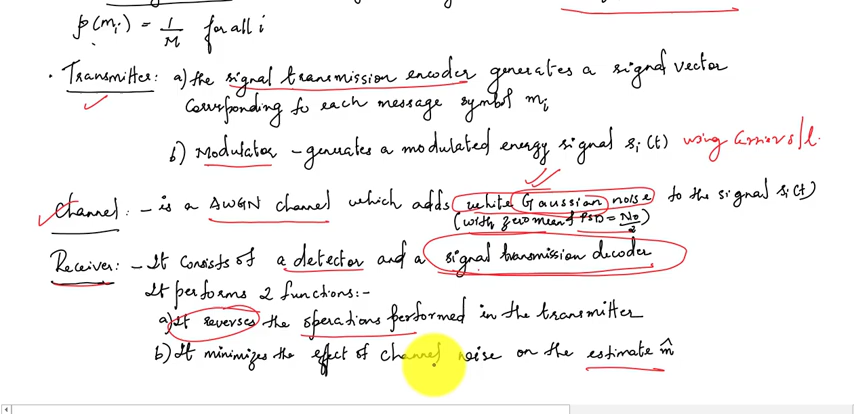 p(mi) = 1/M for all i
• Transmitter: a) the signal transmission encoder generates a signal vector
corrsponding to each message symbol mi
b) Modulator - generates a modulated energy signal si(t) using carrier s/l.
Channel: - is a AWGN channel which adds white Gaussian noise to the signal si(t)
(with zero mean & PSD = No/2)
Receiver: - It consists of a detector and a signal transmission decoder
It performs 2 functions:-
a) It reverses the operations performed in the transmitter
b) It minimizes the effect of channel noise on the estimate m̂